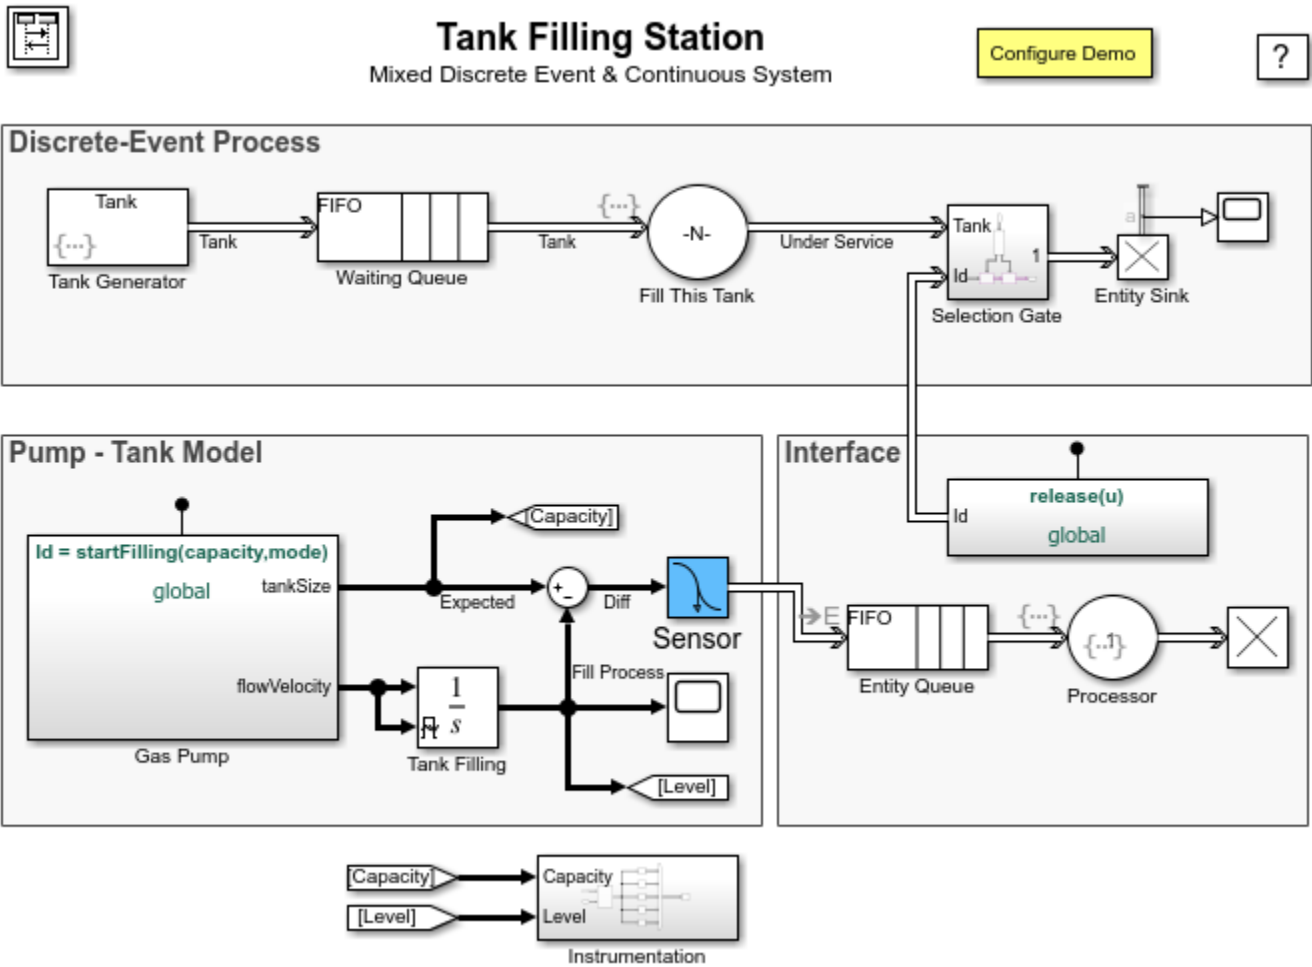 Tank Filling Station
Mixed Discrete Event & Continuous System
Configure Demo
?
Discrete-Event Process
Tank
{···}
Tank Generator
Tank
FIFO
Waiting Queue
Tank
{···}
-N-
Fill This Tank
Under Service
Tank
Id
1
Selection Gate
a
Entity Sink
Pump - Tank Model
Id = startFilling(capacity,mode)
global
tankSize
flowVelocity
Gas Pump
[Capacity]
Expected
+
-
Diff
Sensor
Fill Process
1
s
Tank Filling
[Level]
Interface
release(u)
global
Id
E
FIFO
Entity Queue
{···}
{··1}
Processor
[Capacity]
[Level]
Capacity
Level
Instrumentation